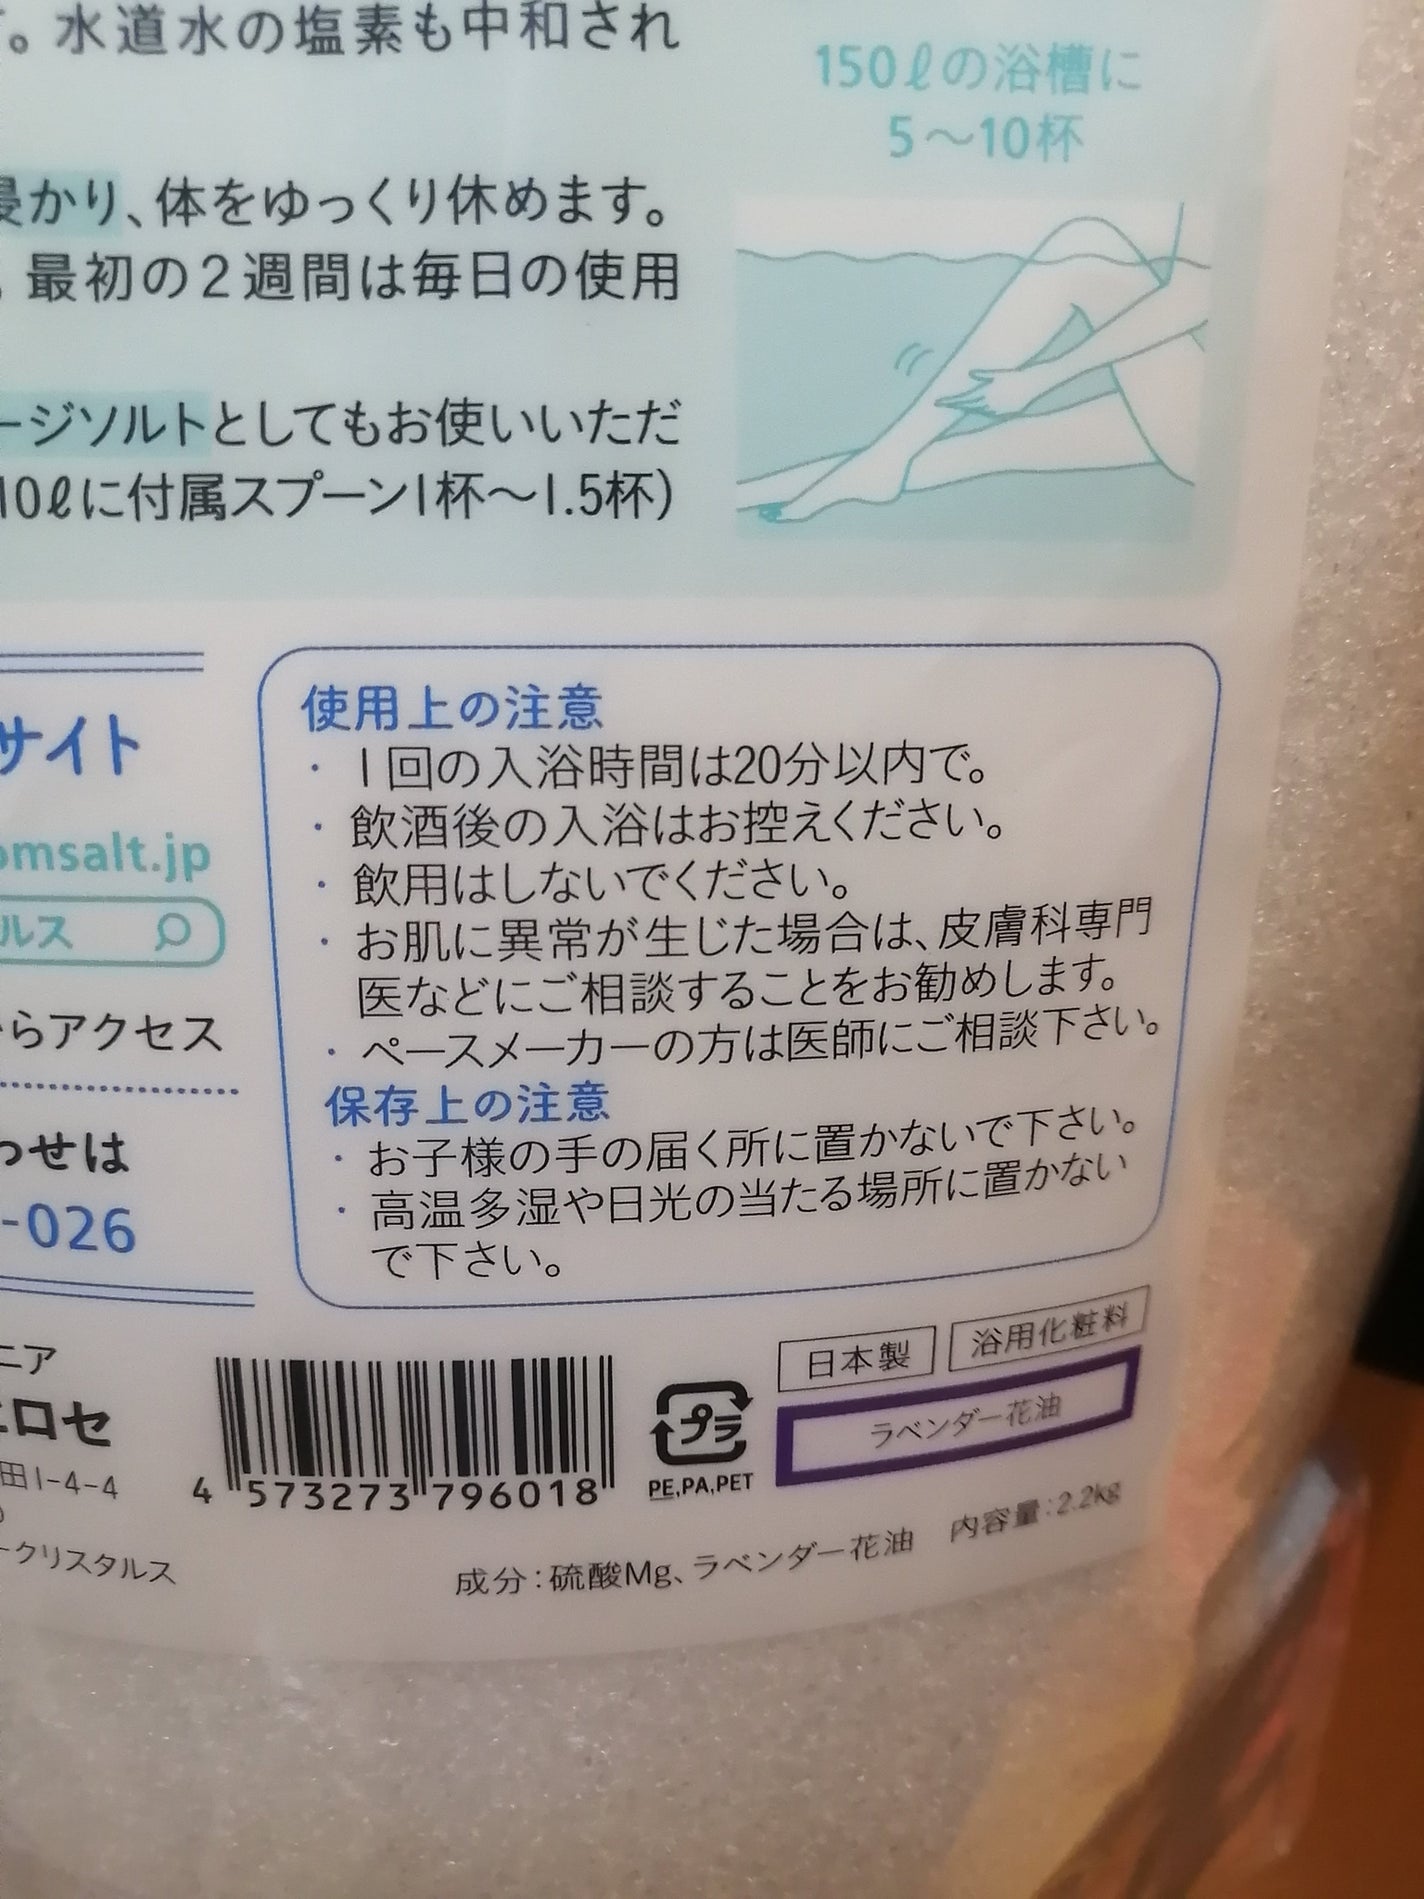 。水道水の塩素も中和され
150ℓの浴槽に
5～10杯
かり、体をゆっくり休めます。
最初の2週間は毎日の使用
ージソルトとしてもお使いいただ
10ℓに付属スプーン1杯～1.5杯）
サイト
omsalt.jp
ルス
らアクセス
わせは
-026
使用上の注意
・1回の入浴時間は20分以内で。
・飲酒後の入浴はお控えください。
・飲用はしないでください。
・お肌に異常が生じた場合は、皮膚科専門
医などにご相談することをお勧めします。
・ペースメーカーの方は医師にご相談下さい。
保存上の注意
・お子様の手の届く所に置かないで下さい。
・高温多湿や日光の当たる場所に置かない
で下さい。
ニア
エロセ
田1-4-4
ークリスタルス
4 573273 796018
プラ
PE,PA,PET
日本製
浴用化粧料
ラベンダー花油
成分：硫酸Mg、ラベンダー花油 内容量：2.2kg